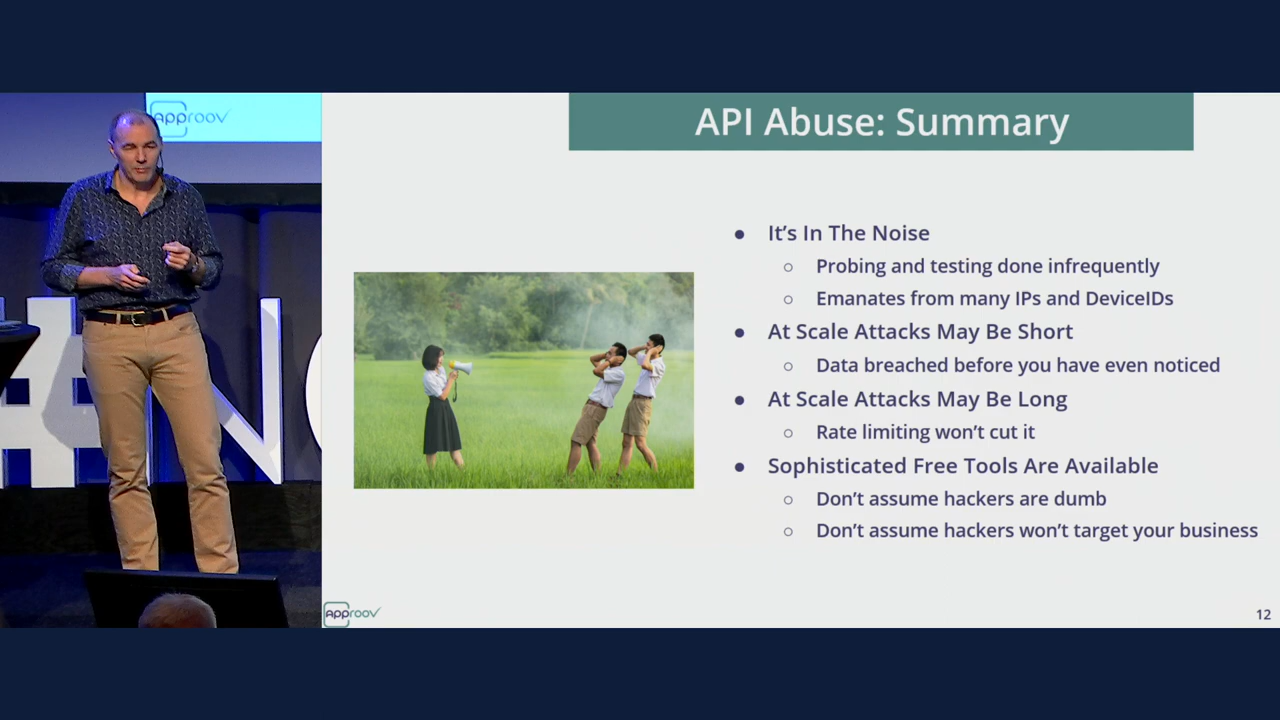 approov
#N
API Abuse: Summary
● It’s In The Noise
○ Probing and testing done infrequently
○ Emanates from many IPs and DeviceIDs
● At Scale Attacks May Be Short
○ Data breached before you have even noticed
● At Scale Attacks May Be Long
○ Rate limiting won’t cut it
● Sophisticated Free Tools Are Available
○ Don’t assume hackers are dumb
○ Don’t assume hackers won’t target your business
approov
12